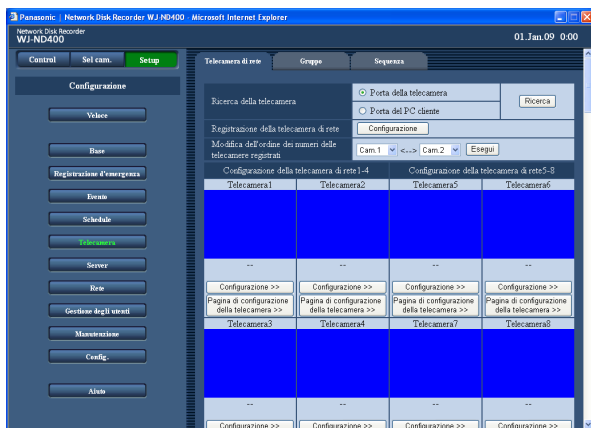 Panasonic | Network Disk Recorder WJ-ND400 - Microsoft Internet Explorer
Network Disk Recorder
WJ-ND400
01.Jan.09 0:00
Control Sel cam. Setup
Configurazione
Veloce
Base
Registrazione d'emergenza
Evento
Schedule
Telecamera
Server
Rete
Gestione degli utenti
Manutenzione
Config.
Aiuto
Telecamera di rete Gruppo Sequenza
Ricerca della telecamera
Porta della telecamera
Porta del PC cliente
Ricerca
Registrazione della telecamera di rete
Configurazione
Modifica dell'ordine dei numeri delle
telecamere registrati
Cam.1 <--> Cam.2 Esegui
Configurazione della telecamera di rete1-4 Configurazione della telecamera di rete5-8
Telecamera1 Telecamera2 Telecamera5 Telecamera6
-- -- -- --
Configurazione >> Configurazione >> Configurazione >> Configurazione >>
Pagina di configurazione Pagina di configurazione Pagina di configurazione Pagina di configurazione
della telecamera >> della telecamera >> della telecamera >> della telecamera >>
Telecamera3 Telecamera4 Telecamera7 Telecamera8
-- -- -- --
Configurazione >> Configurazione >> Configurazione >> Configurazione >>